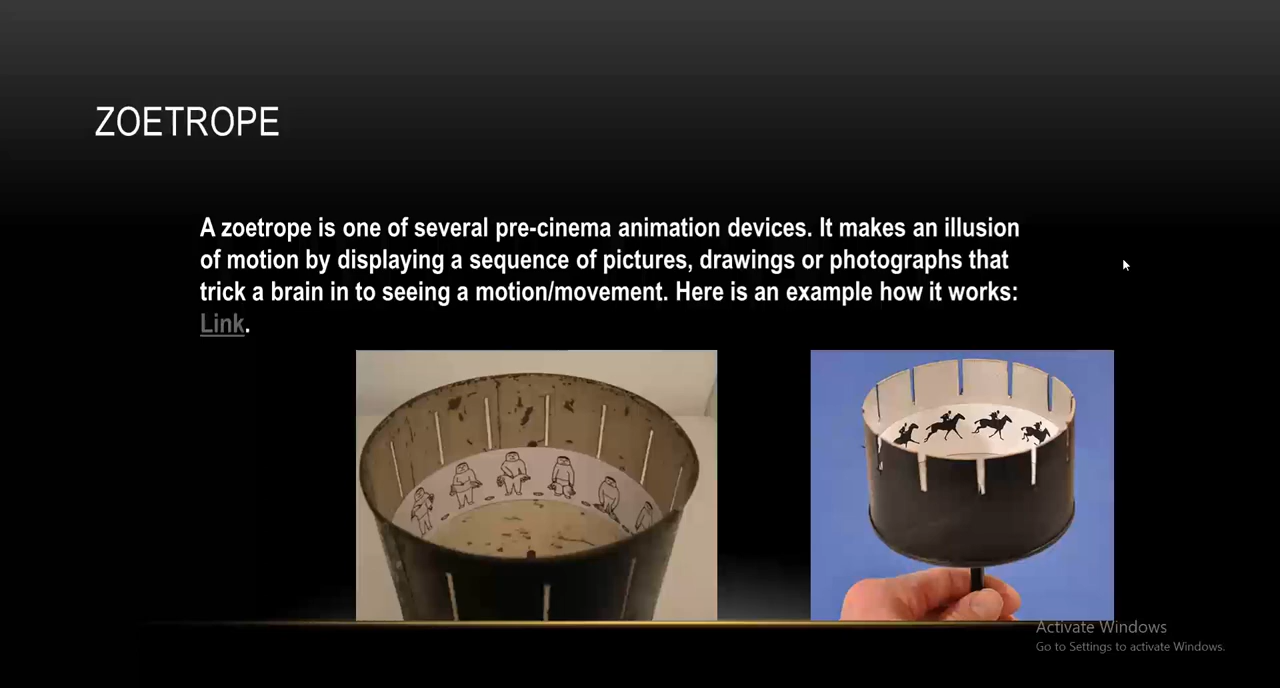 ZOETROPE
A zoetrope is one of several pre-cinema animation devices. It makes an illusion
of motion by displaying a sequence of pictures, drawings or photographs that
trick a brain in to seeing a motion/movement. Here is an example how it works:
Link.
Activate Windows
Go to Settings to activate Windows.